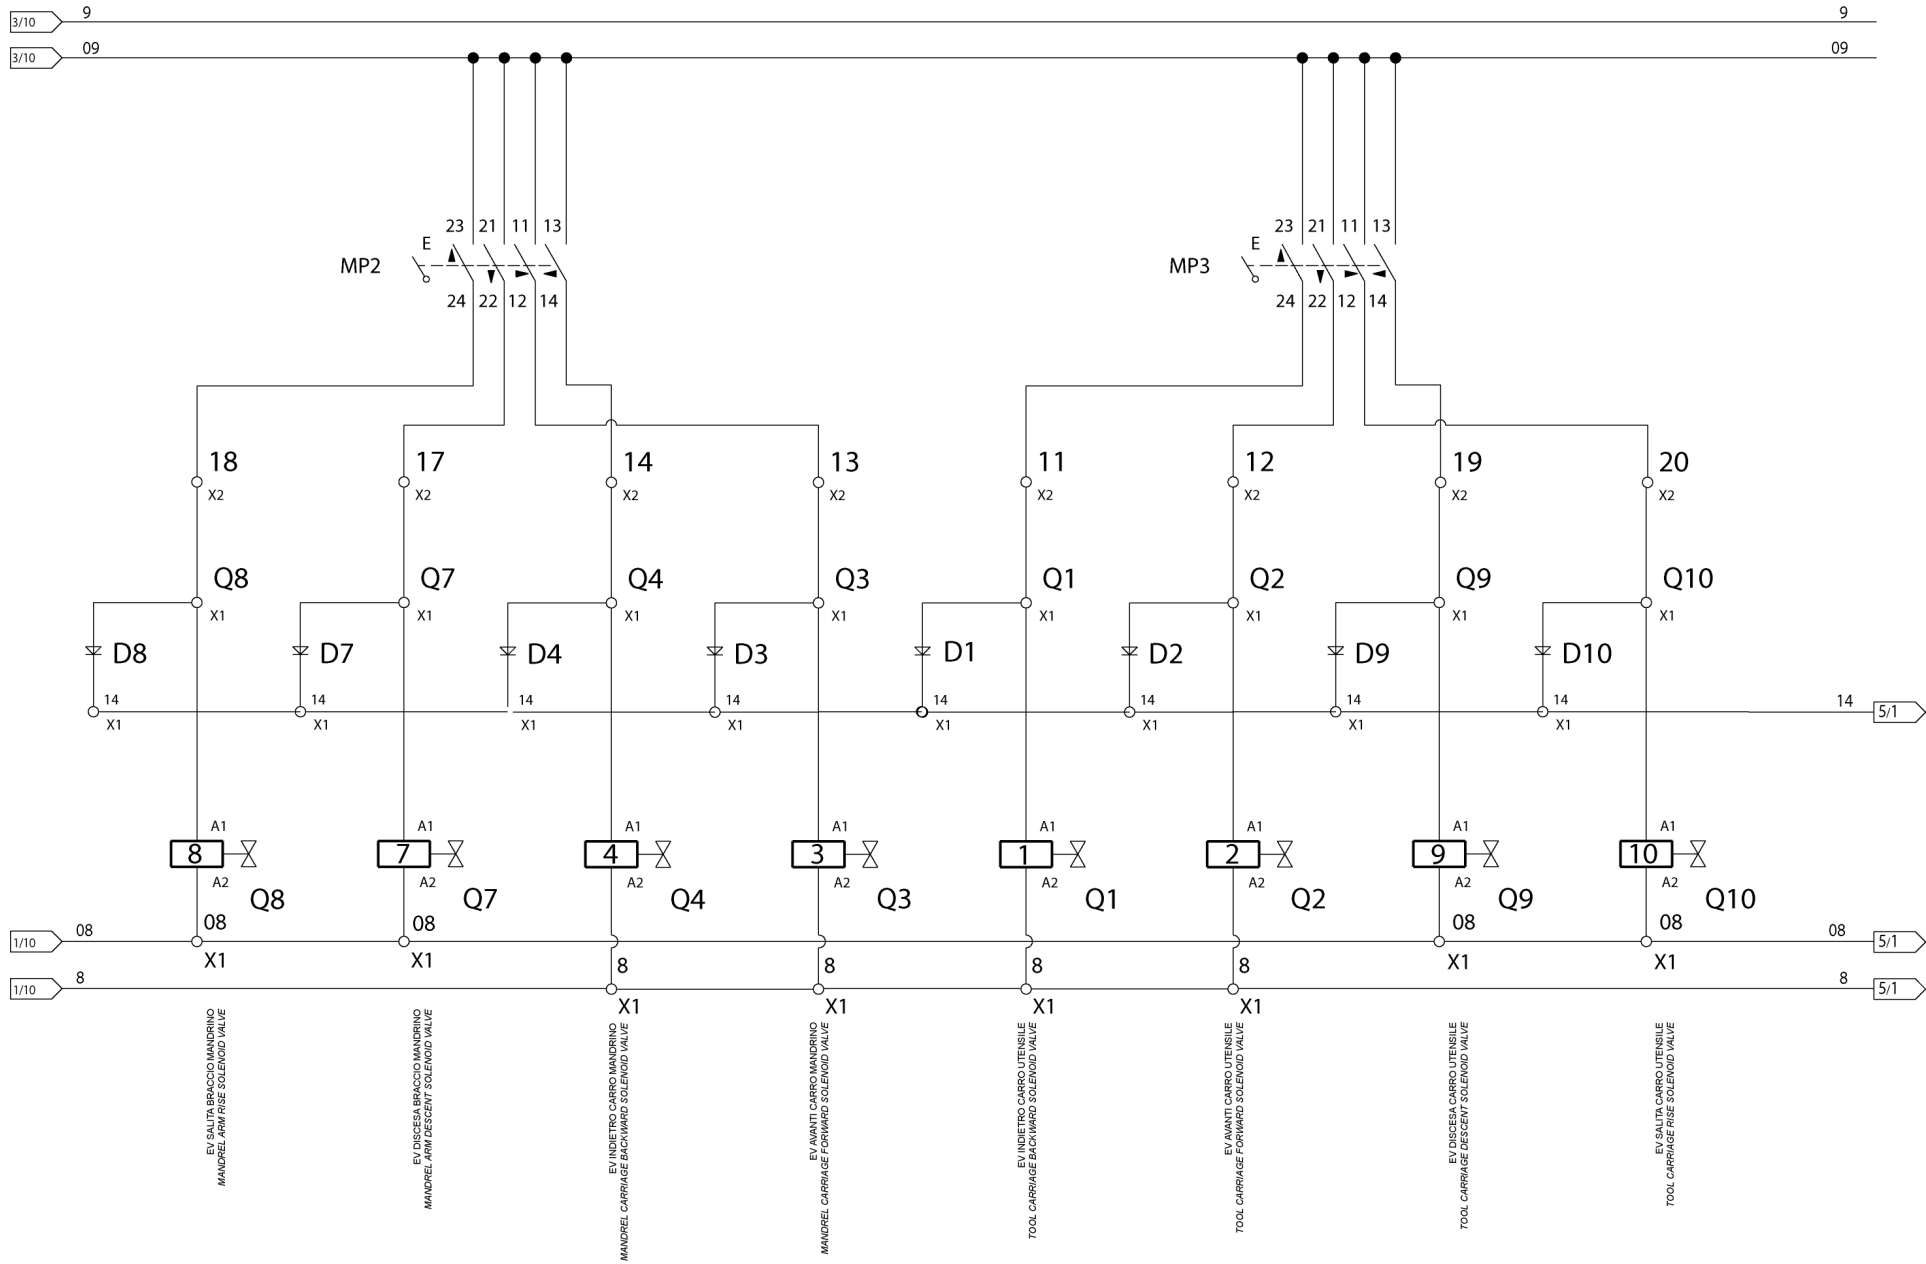 3/10 9 9
3/10 09 09
23 21 11 13 23 21 11 13
E E
MP2 MP3
24 22 12 14 24 22 12 14
18 17 14 13 11 12 19 20
X2 X2 X2 X2 X2 X2 X2 X2
Q8 Q7 Q4 Q3 Q1 Q2 Q9 Q10
X1 X1 X1 X1 X1 X1 X1 X1
D8 D7 D4 D3 D1 D2 D9 D10
14 14 14 14 14 14 14 14 14 5/1
X1 X1 X1 X1 X1 X1 X1 X1
A1 A1 A1 A1 A1 A1 A1 A1
8 7 4 3 1 2 9 10
A2 A2 A2 A2 A2 A2 A2 A2
Q8 Q7 Q4 Q3 Q1 Q2 Q9 Q10
08 08 08 08
1/10 08 08 5/1
X1 X1 X1 X1
8 8 8 8
1/10 8 8 5/1
X1 X1 X1 X1
EV SALITA BRACCIO MANDRINO
MANDREL ARM RISE SOLENOID VALVE
EV DISCESA BRACCIO MANDRINO
MANDREL ARM DESCENT SOLENOID VALVE
EV INDIETRO CARRO MANDRINO
MANDREL CARRIAGE BACKWARD SOLENOID VALVE
EV AVANTI CARRO MANDRINO
MANDREL CARRIAGE FORWARD SOLENOID VALVE
EV INDIETRO CARRO UTENSILE
TOOL CARRIAGE BACKWARD SOLENOID VALVE
EV AVANTI CARRO UTENSILE
TOOL CARRIAGE FORWARD SOLENOID VALVE
EV DISCESA CARRO UTENSILE
TOOL CARRIAGE DESCENT SOLENOID VALVE
EV SALITA CARRO UTENSILE
TOOL CARRIAGE RISE SOLENOID VALVE